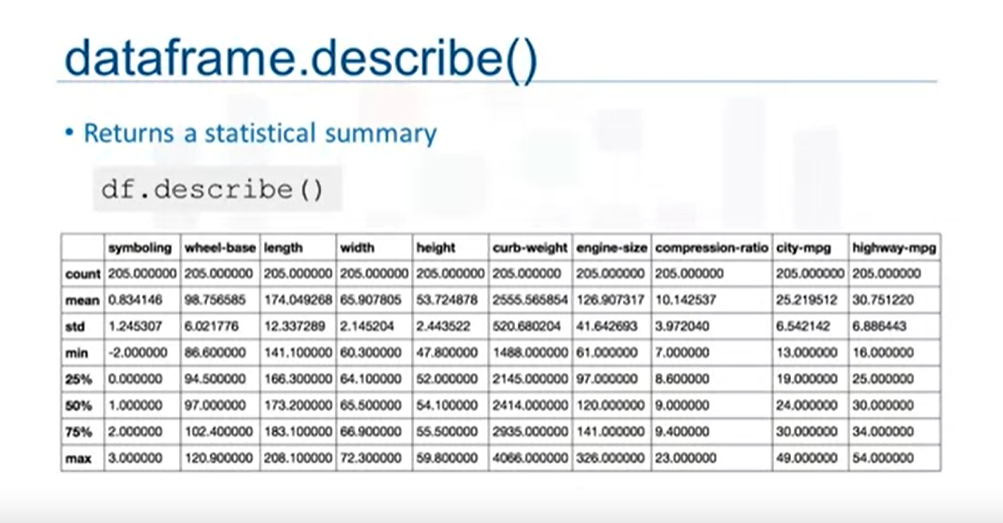 dataframe.describe()
• Returns a statistical summary
df.describe()
symboling wheel-base length width height curb-weight engine-size compression-ratio city-mpg highway-mpg
count 205.000000 205.000000 205.000000 205.000000 205.000000 205.000000 205.000000 205.000000 205.000000 205.000000
mean 0.834146 98.756585 174.049268 65.907805 53.724878 2555.565854 126.907317 10.142537 25.219512 30.751220
std 1.245307 6.021776 12.337289 2.145204 2.443522 520.680204 41.642693 3.972040 6.542142 6.886443
min -2.000000 86.600000 141.100000 60.300000 47.800000 1488.000000 61.000000 7.000000 13.000000 16.000000
25% 0.000000 94.500000 166.300000 64.100000 52.000000 2145.000000 97.000000 8.600000 19.000000 25.000000
50% 1.000000 97.000000 173.200000 65.500000 54.100000 2414.000000 120.000000 9.000000 24.000000 30.000000
75% 2.000000 102.400000 183.100000 66.900000 55.500000 2935.000000 141.000000 9.400000 30.000000 34.000000
max 3.000000 120.900000 208.100000 72.300000 59.800000 4066.000000 326.000000 23.000000 49.000000 54.000000